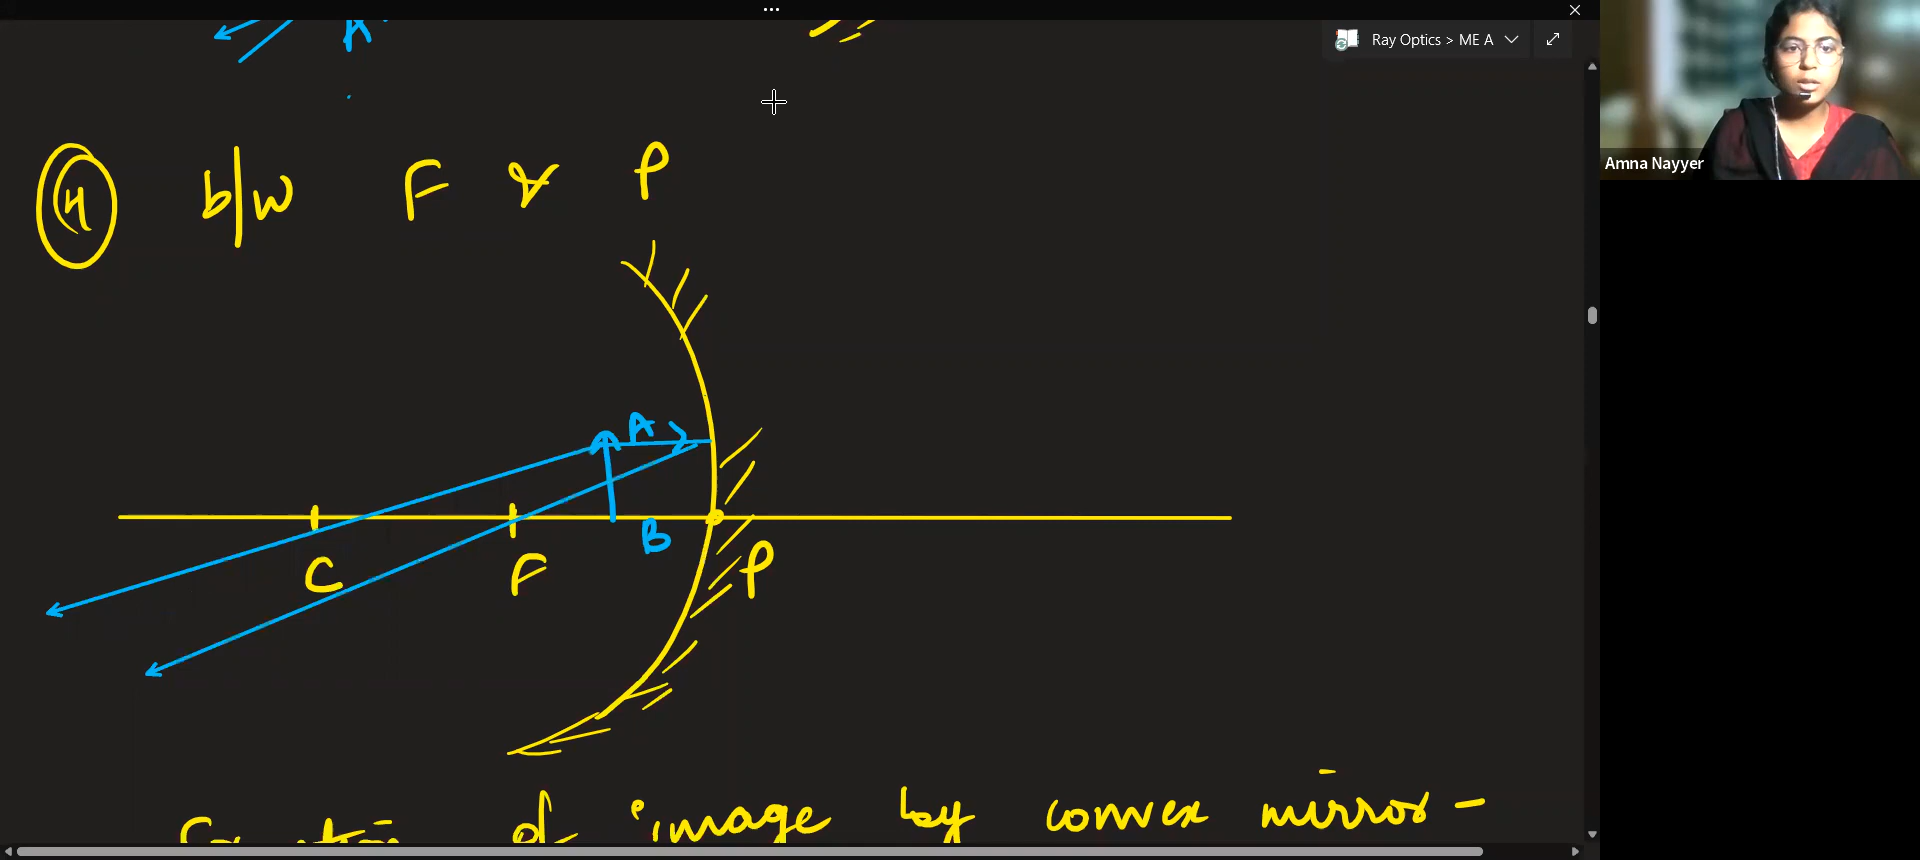 Ray Optics > ME A
Amna Nayyer
4 b/w F & P
A
B
C F P
of image by convex mirror -